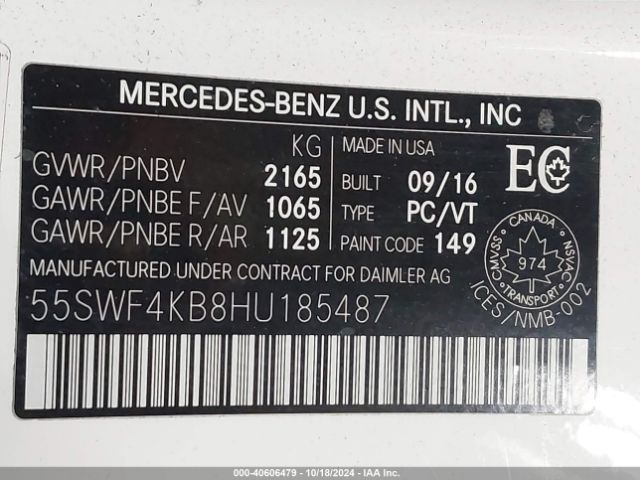 MERCEDES-BENZ U.S. INTL., INC
KG
GVWR/PNBV 2165
GAWR/PNBE F/AV 1065
GAWR/PNBE R/AR 1125
MADE IN USA
BUILT 09/16
TYPE PC/VT
PAINT CODE 149
EC
CANADA
CMVSS NSVAC
974
TRANSPORT
ICES/NMB-002
MANUFACTURED UNDER CONTRACT FOR DAIMLER AG
55SWF4KB8HU185487
000-40606479 - 10/18/2024 - IAAI.COM